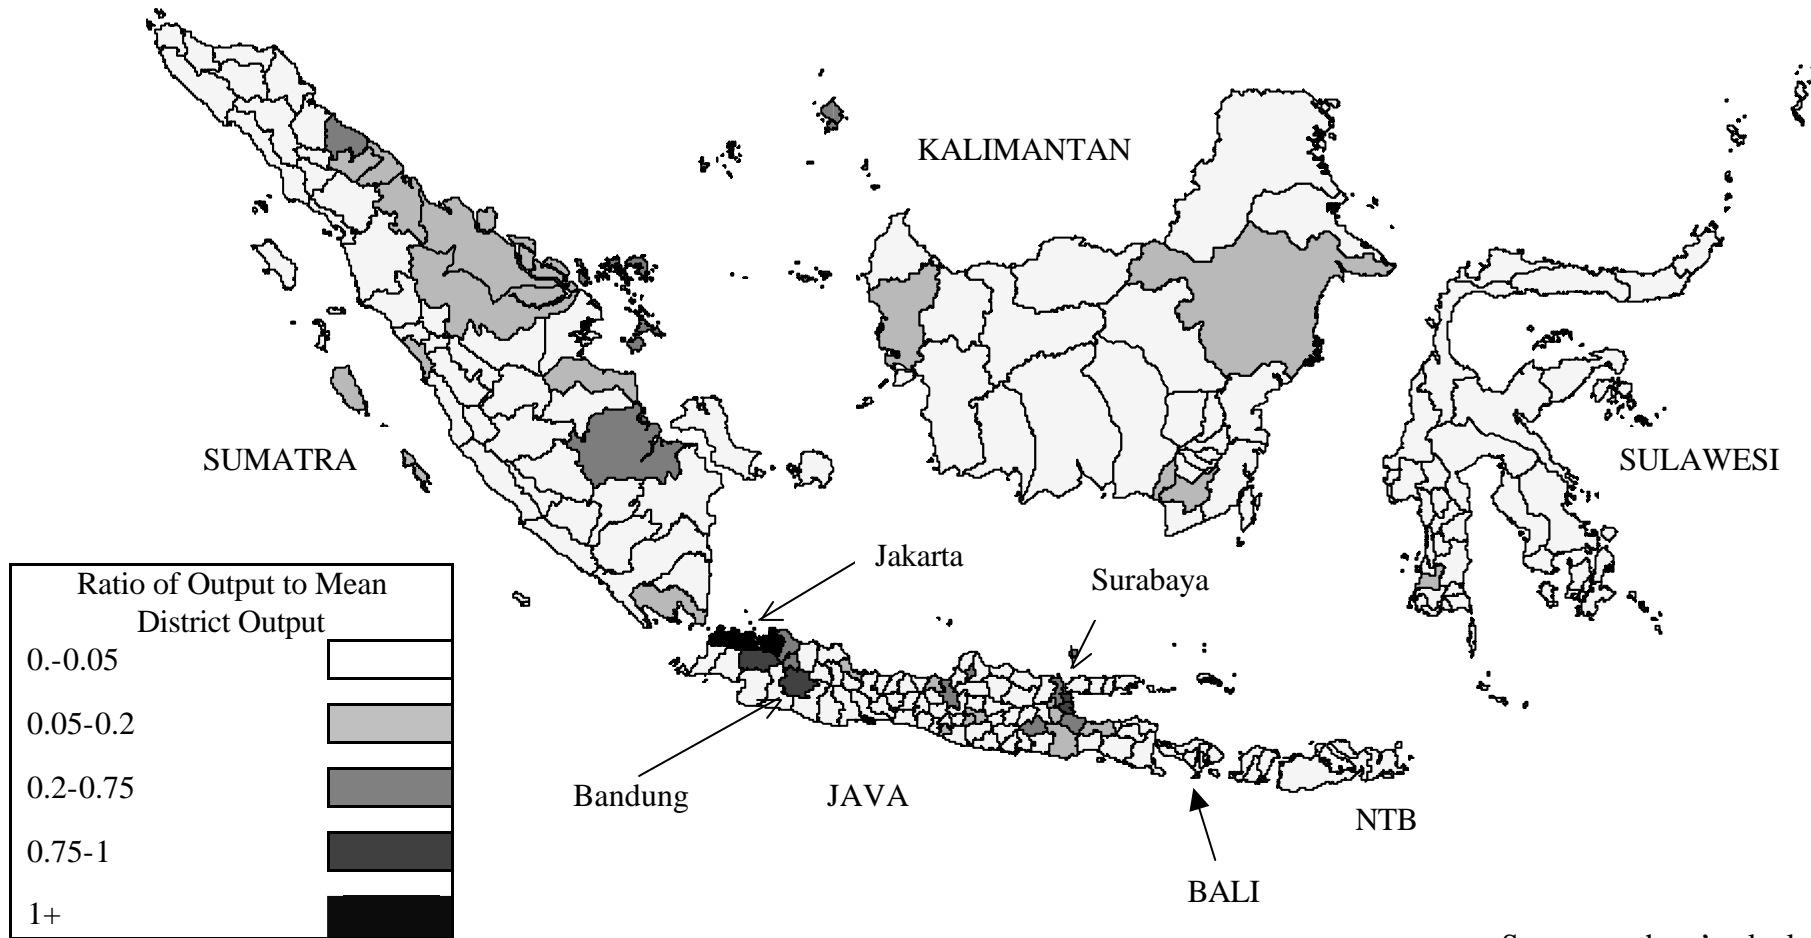 KALIMANTAN
SUMATRA
SULAWESI
Jakarta
Surabaya
Ratio of Output to Mean
District Output
0.-0.05
0.05-0.2
0.2-0.75
0.75-1
1+
Bandung
JAVA
NTB
BALI